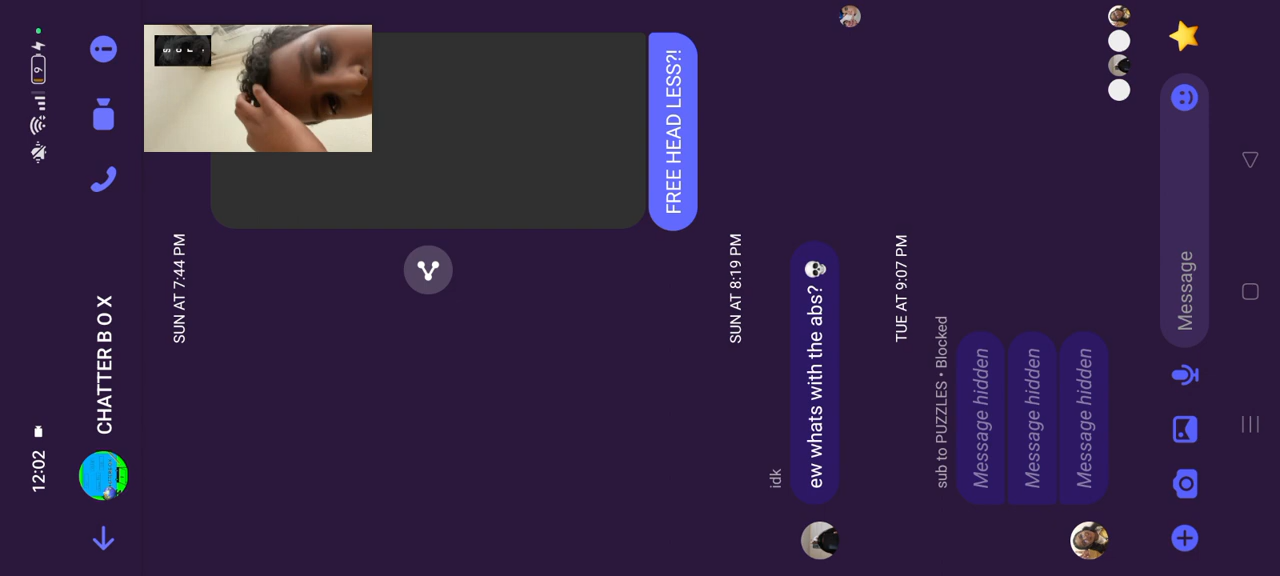 12:02
9
CHATTER B O X
SUN AT 7:44 PM
FREE HEAD LESS?!
SUN AT 8:19 PM
idk
ew whats with the abs? 💀
TUE AT 9:07 PM
sub to PUZZLES • Blocked
Message hidden
Message hidden
Message hidden
Message